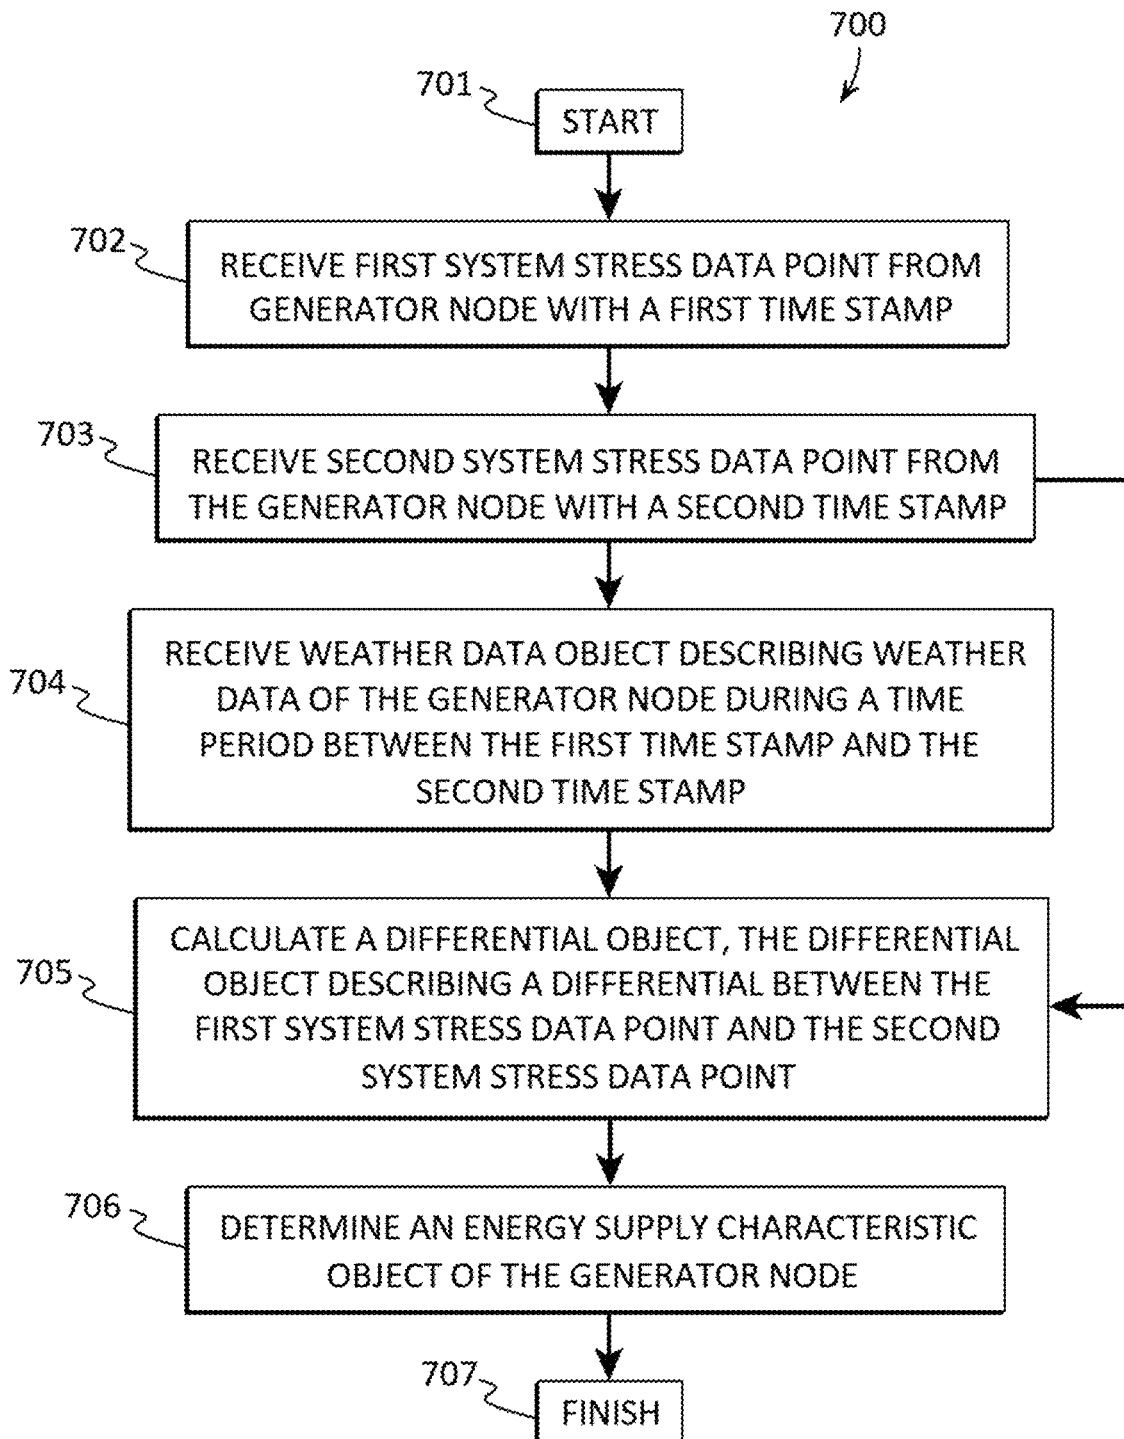 700
701
START
702
RECEIVE FIRST SYSTEM STRESS DATA POINT FROM
GENERATOR NODE WITH A FIRST TIME STAMP
703
RECEIVE SECOND SYSTEM STRESS DATA POINT FROM
THE GENERATOR NODE WITH A SECOND TIME STAMP
704
RECEIVE WEATHER DATA OBJECT DESCRIBING WEATHER
DATA OF THE GENERATOR NODE DURING A TIME
PERIOD BETWEEN THE FIRST TIME STAMP AND THE
SECOND TIME STAMP
705
CALCULATE A DIFFERENTIAL OBJECT, THE DIFFERENTIAL
OBJECT DESCRIBING A DIFFERENTIAL BETWEEN THE
FIRST SYSTEM STRESS DATA POINT AND THE SECOND
SYSTEM STRESS DATA POINT
706
DETERMINE AN ENERGY SUPPLY CHARACTERISTIC
OBJECT OF THE GENERATOR NODE
707
FINISH